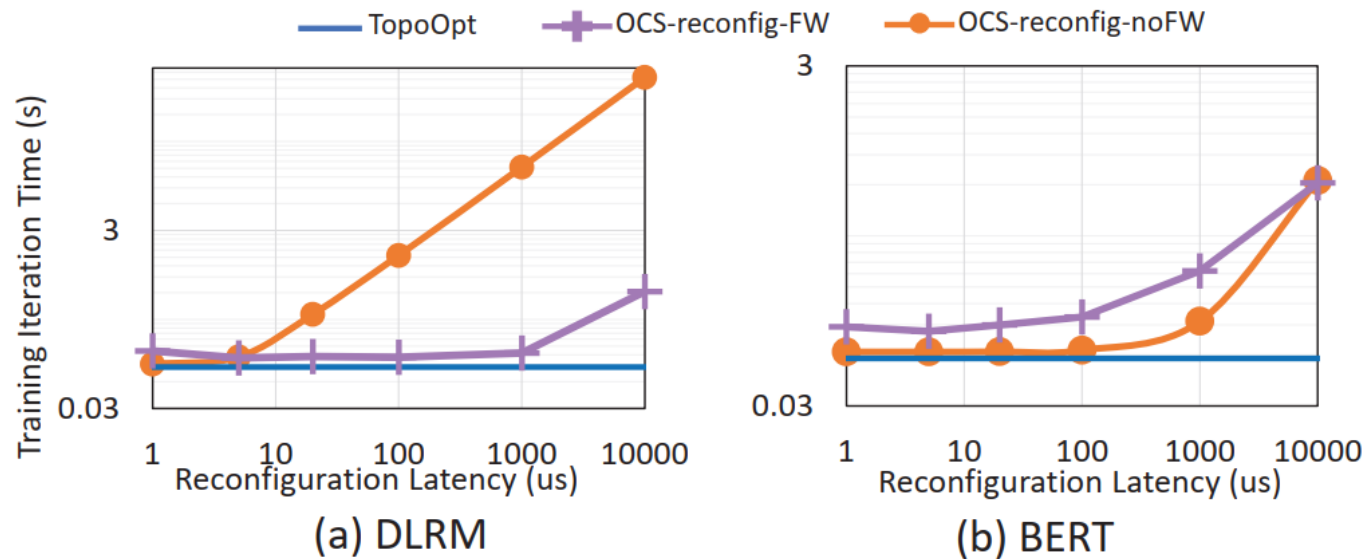 TopoOpt OCS-reconfig-FW OCS-reconfig-noFW
Training Iteration Time (s)
3
0.03
1 10 100 1000 10000
Reconfiguration Latency (us)
(a) DLRM
3
0.03
1 10 100 1000 10000
Reconfiguration Latency (us)
(b) BERT